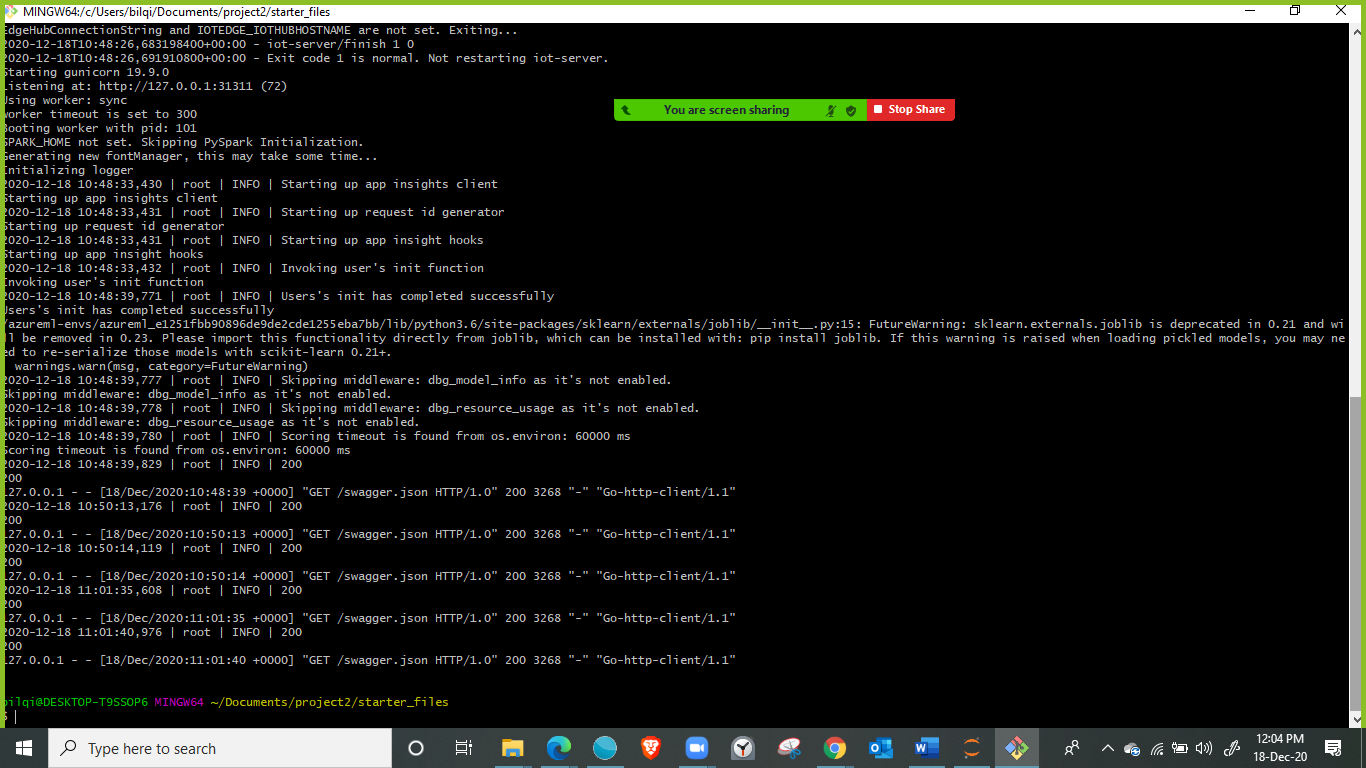 MINGW64:/c/Users/bilqi/Documents/project2/starter_files
EdgeHubConnectionString and IOTEDGE_IOTHUBHOSTNAME are not set. Exiting...
2020-12-18T10:48:26,683198400+00:00 - iot-server/finish 1 0
2020-12-18T10:48:26,691910800+00:00 - Exit code 1 is normal. Not restarting iot-server.
Starting gunicorn 19.9.0
Listening at: http://127.0.0.1:31311 (72)
Using worker: sync
You are screen sharing
Stop Share
worker timeout is set to 300
Booting worker with pid: 101
SPARK_HOME not set. Skipping PySpark Initialization.
Generating new fontManager, this may take some time...
Initializing logger
2020-12-18 10:48:33,430 | root | INFO | Starting up app insights client
Starting up app insights client
2020-12-18 10:48:33,431 | root | INFO | Starting up request id generator
Starting up request id generator
2020-12-18 10:48:33,431 | root | INFO | Starting up app insight hooks
Starting up app insight hooks
2020-12-18 10:48:33,432 | root | INFO | Invoking user's init function
Invoking user's init function
2020-12-18 10:48:39,771 | root | INFO | Users's init has completed successfully
Users's init has completed successfully
/azureml-envs/azureml_e1251fbb90896de9de2cde1255eba7bb/lib/python3.6/site-packages/sklearn/externals/joblib/__init__.py:15: FutureWarning: sklearn.externals.joblib is deprecated in 0.21 and wi
ll be removed in 0.23. Please import this functionality directly from joblib, which can be installed with: pip install joblib. If this warning is raised when loading pickled models, you may ne
ed to re-serialize those models with scikit-learn 0.21+.
warnings.warn(msg, category=FutureWarning)
2020-12-18 10:48:39,777 | root | INFO | Skipping middleware: dbg_model_info as it's not enabled.
Skipping middleware: dbg_model_info as it's not enabled.
2020-12-18 10:48:39,778 | root | INFO | Skipping middleware: dbg_resource_usage as it's not enabled.
Skipping middleware: dbg_resource_usage as it's not enabled.
2020-12-18 10:48:39,780 | root | INFO | Scoring timeout is found from os.environ: 60000 ms
Scoring timeout is found from os.environ: 60000 ms
2020-12-18 10:48:39,829 | root | INFO | 200
200
127.0.0.1 - - [18/Dec/2020:10:48:39 +0000] "GET /swagger.json HTTP/1.0" 200 3268 "-" "Go-http-client/1.1"
2020-12-18 10:50:13,176 | root | INFO | 200
200
127.0.0.1 - - [18/Dec/2020:10:50:13 +0000] "GET /swagger.json HTTP/1.0" 200 3268 "-" "Go-http-client/1.1"
2020-12-18 10:50:14,119 | root | INFO | 200
200
127.0.0.1 - - [18/Dec/2020:10:50:14 +0000] "GET /swagger.json HTTP/1.0" 200 3268 "-" "Go-http-client/1.1"
2020-12-18 11:01:35,608 | root | INFO | 200
200
127.0.0.1 - - [18/Dec/2020:11:01:35 +0000] "GET /swagger.json HTTP/1.0" 200 3268 "-" "Go-http-client/1.1"
2020-12-18 11:01:40,976 | root | INFO | 200
200
127.0.0.1 - - [18/Dec/2020:11:01:40 +0000] "GET /swagger.json HTTP/1.0" 200 3268 "-" "Go-http-client/1.1"
bilqi@DESKTOP-T9SSOP6 MINGW64 ~/Documents/project2/starter_files
$
Type here to search
12:04 PM
18-Dec-20